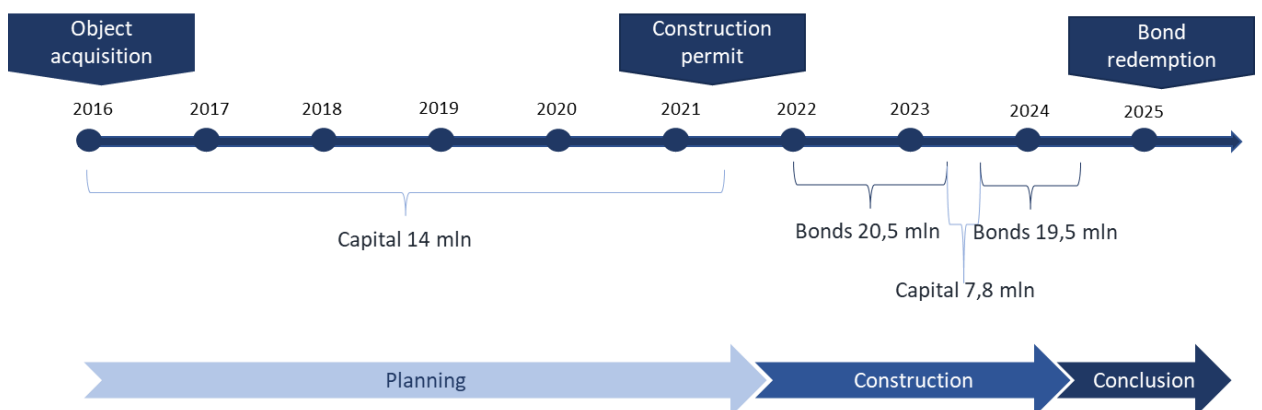 Object
acquisition
Construction
permit
Bond
redemption
2016
2017
2018
2019
2020
2021
2022
2023
2024
2025
Capital 14 mln
Bonds 20,5 mln
Bonds 19,5 mln
Capital 7,8 mln
Planning
Construction
Conclusion